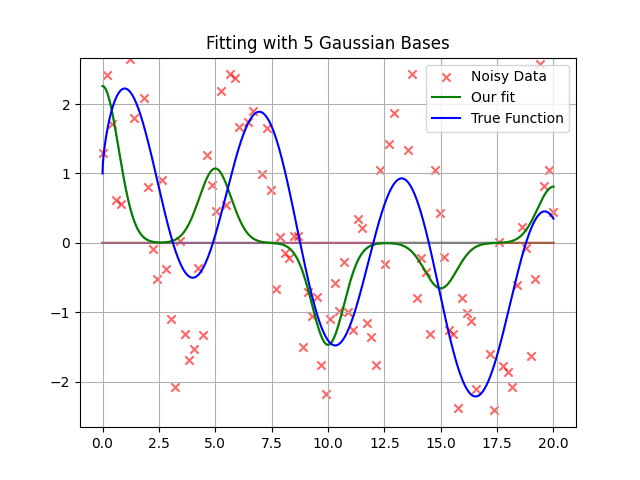 Fitting with 5 Gaussian Bases
Noisy Data
Our fit
True Function
2
1
0
−1
−2
0.0 2.5 5.0 7.5 10.0 12.5 15.0 17.5 20.0